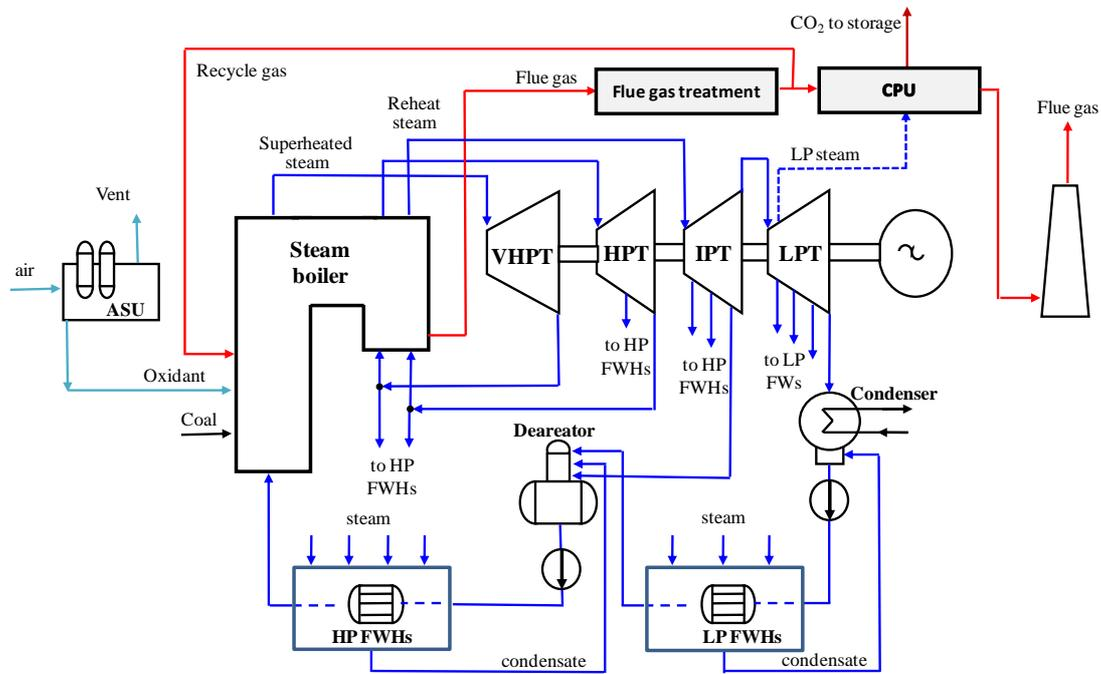 CO2 to storage
Recycle gas
Flue gas
Flue gas treatment
CPU
Flue gas
Reheat
steam
Superheated
steam
LP steam
Vent
air
ASU
Steam
boiler
VHPT
HPT
IPT
LPT
~
to HP
FWHs
to HP
FWHs
to LP
FWs
Oxidant
Coal
Condenser
Deareator
to HP
FWHs
steam
steam
HP FWHs
LP FWHs
condensate
condensate